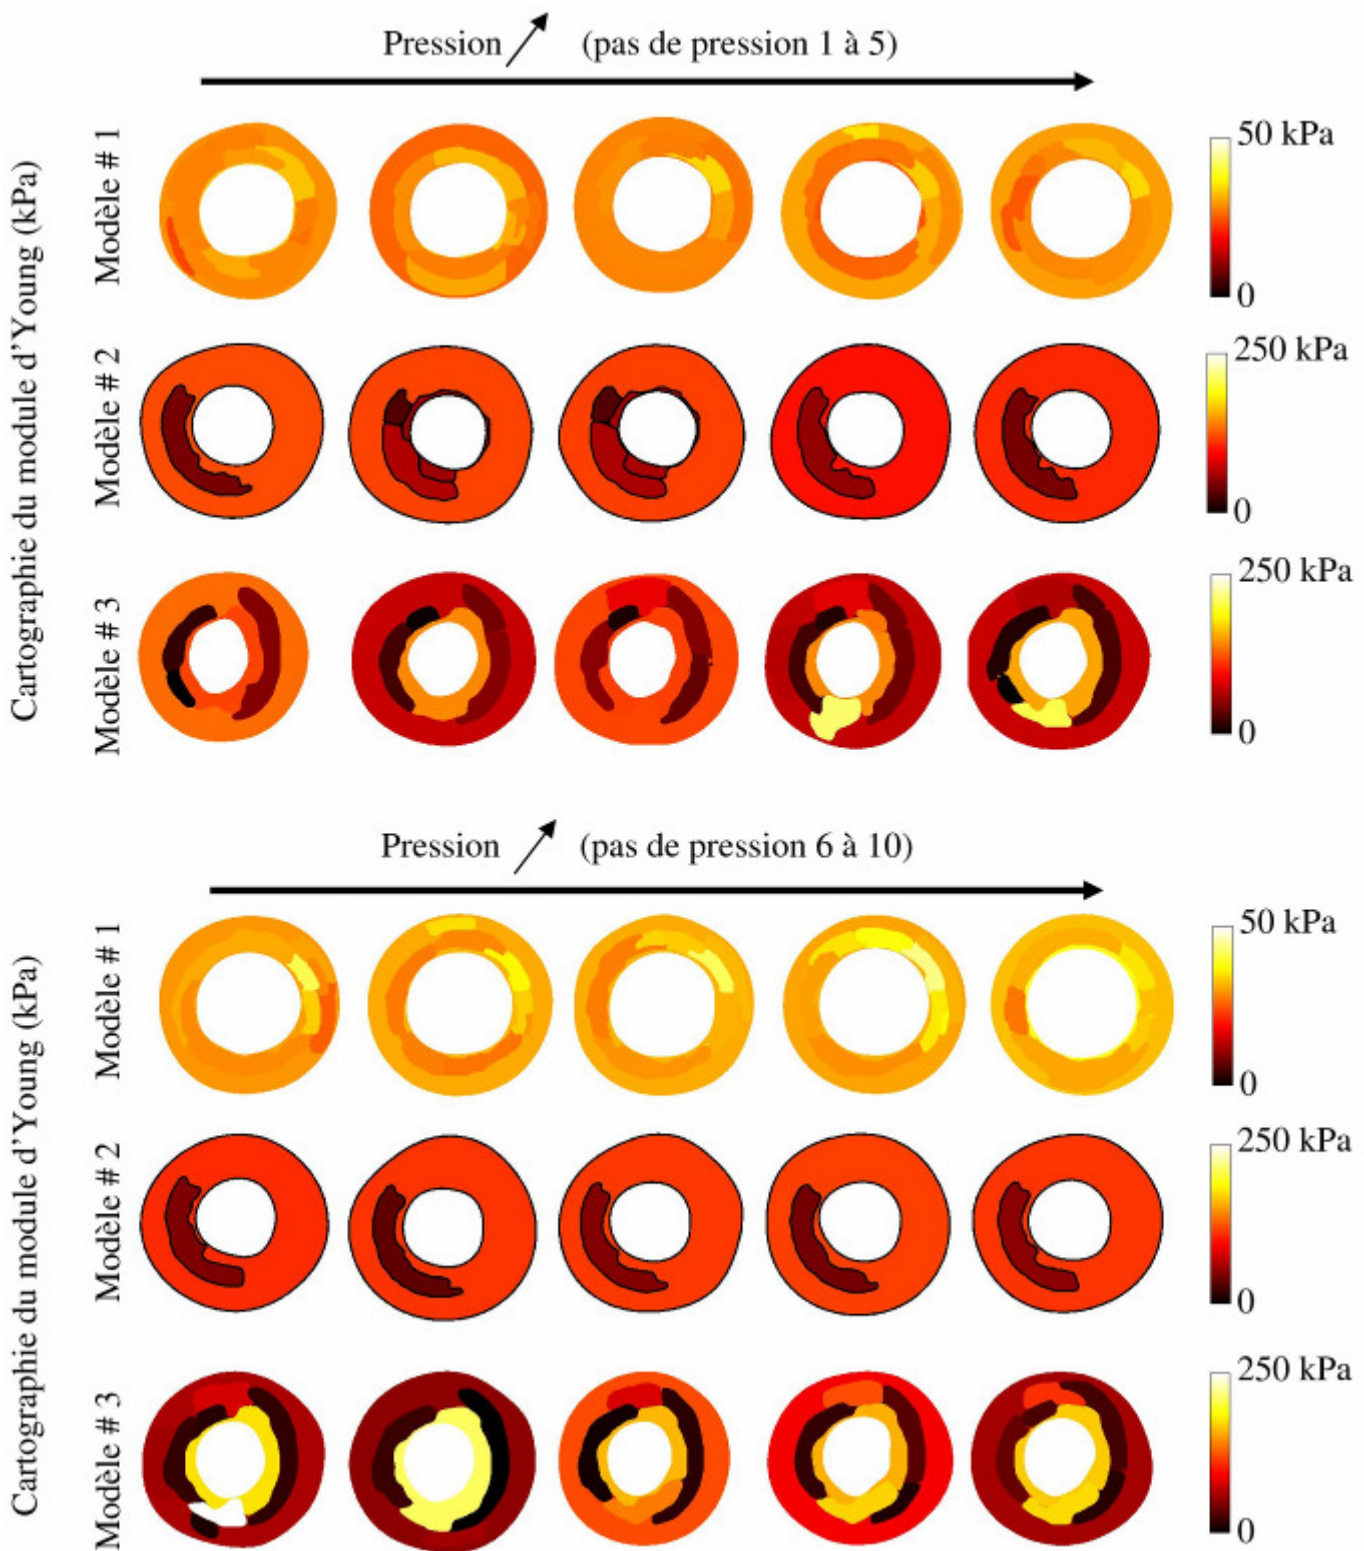 Pression (pas de pression 1 à 5)
Cartographie du module d'Young (kPa)
Modèle # 1
50 kPa
0
Modèle # 2
250 kPa
0
Modèle # 3
250 kPa
0
Pression (pas de pression 6 à 10)
Cartographie du module d'Young (kPa)
Modèle # 1
50 kPa
0
Modèle # 2
250 kPa
0
Modèle # 3
250 kPa
0